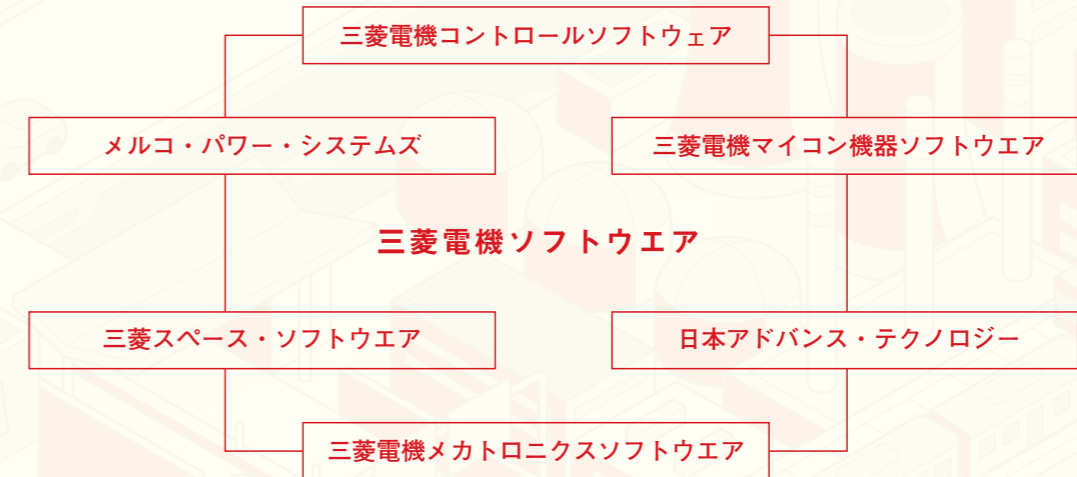 三菱電機コントロールソフトウェア
メルコ・パワー・システムズ
三菱電機マイコン機器ソフトウエア
三菱電機ソフトウエア
三菱スペース・ソフトウエア
日本アドバンス・テクノロジー
三菱電機メカトロニクスソフトウエア